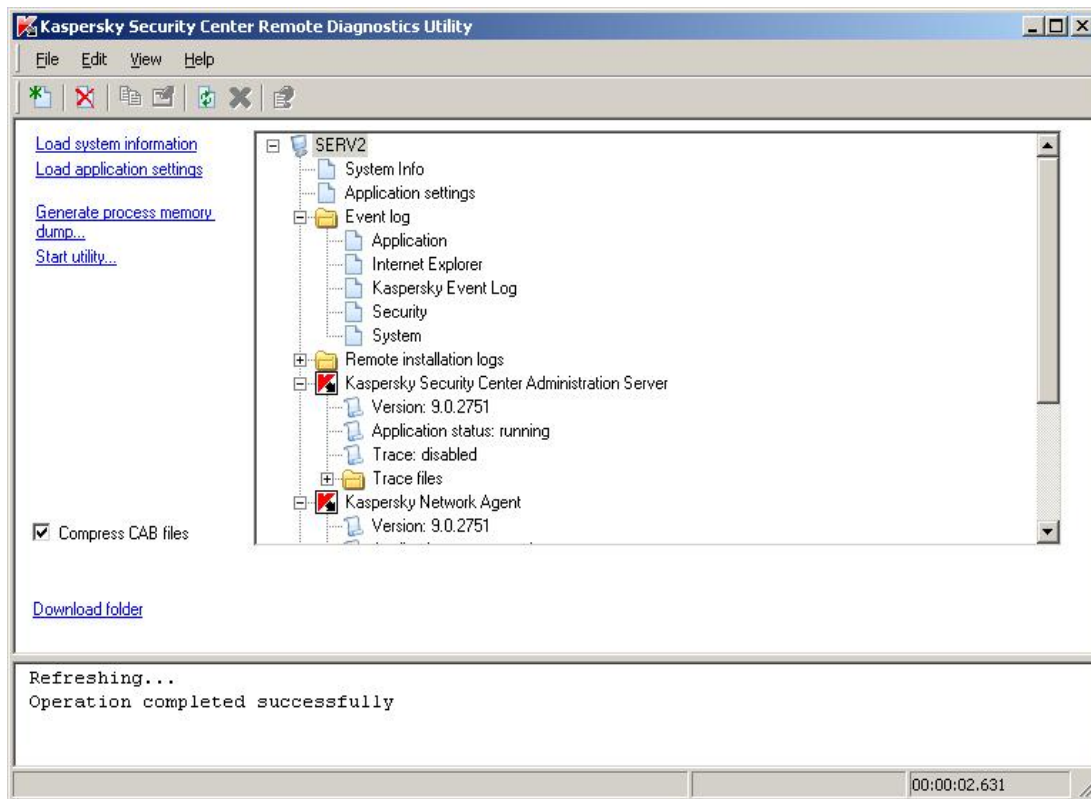 Kaspersky Security Center Remote Diagnostics Utility
File Edit View Help
Load system information
Load application settings
Generate process memory
dump...
Start utility...
Compress CAB files
Download folder
SERV2
System Info
Application settings
Event log
Application
Internet Explorer
Kaspersky Event Log
Security
System
Remote installation logs
Kaspersky Security Center Administration Server
Version: 9.0.2751
Application status: running
Trace: disabled
Trace files
Kaspersky Network Agent
Version: 9.0.2751
Refreshing...
Operation completed successfully
00:00:02.631